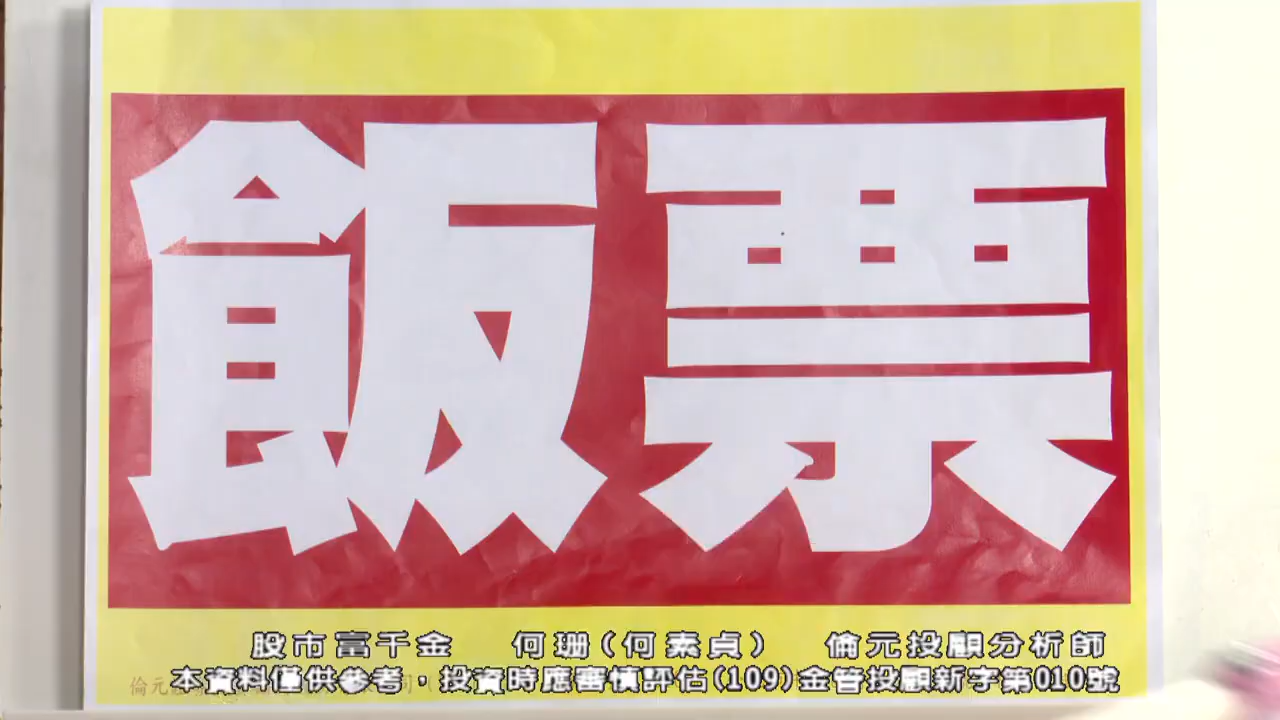 飯票
股市富千金 何珊(何素貞) 倫元投顧分析師
本資料僅供參考，投資時應審慎評估(109)金管投顧新字第010號